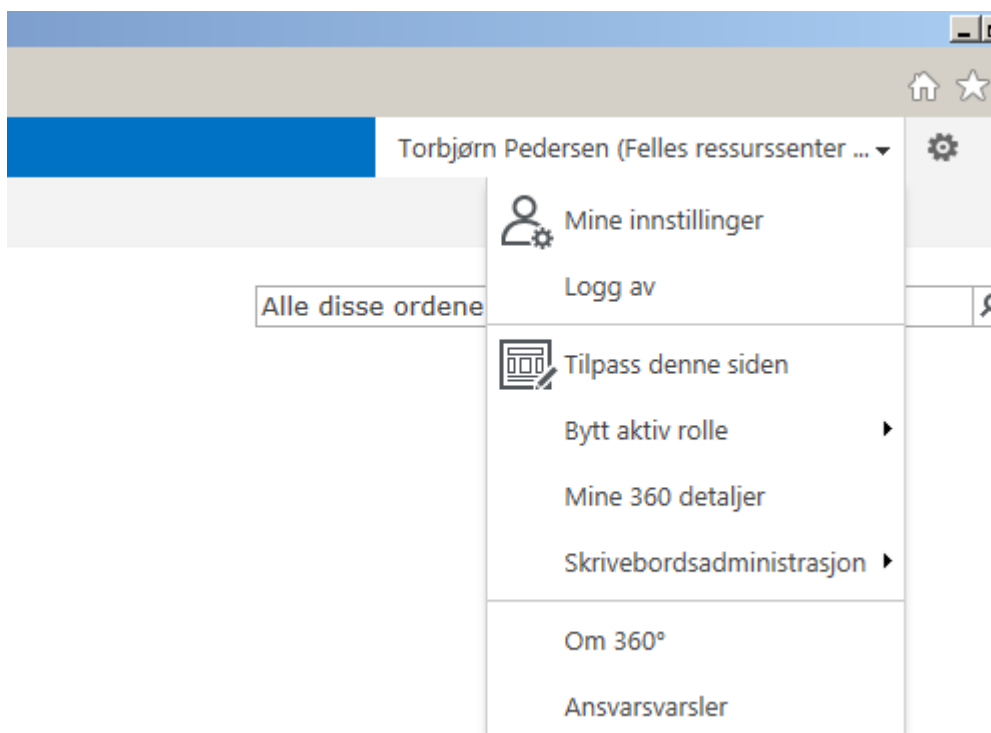 Torbjørn Pedersen (Felles ressurssenter ...
Mine innstillinger
Logg av
Alle disse ordene
Tilpass denne siden
Bytt aktiv rolle
Mine 360 detaljer
Skrivebordsadministrasjon
Om 360°
Ansvarsvarsler